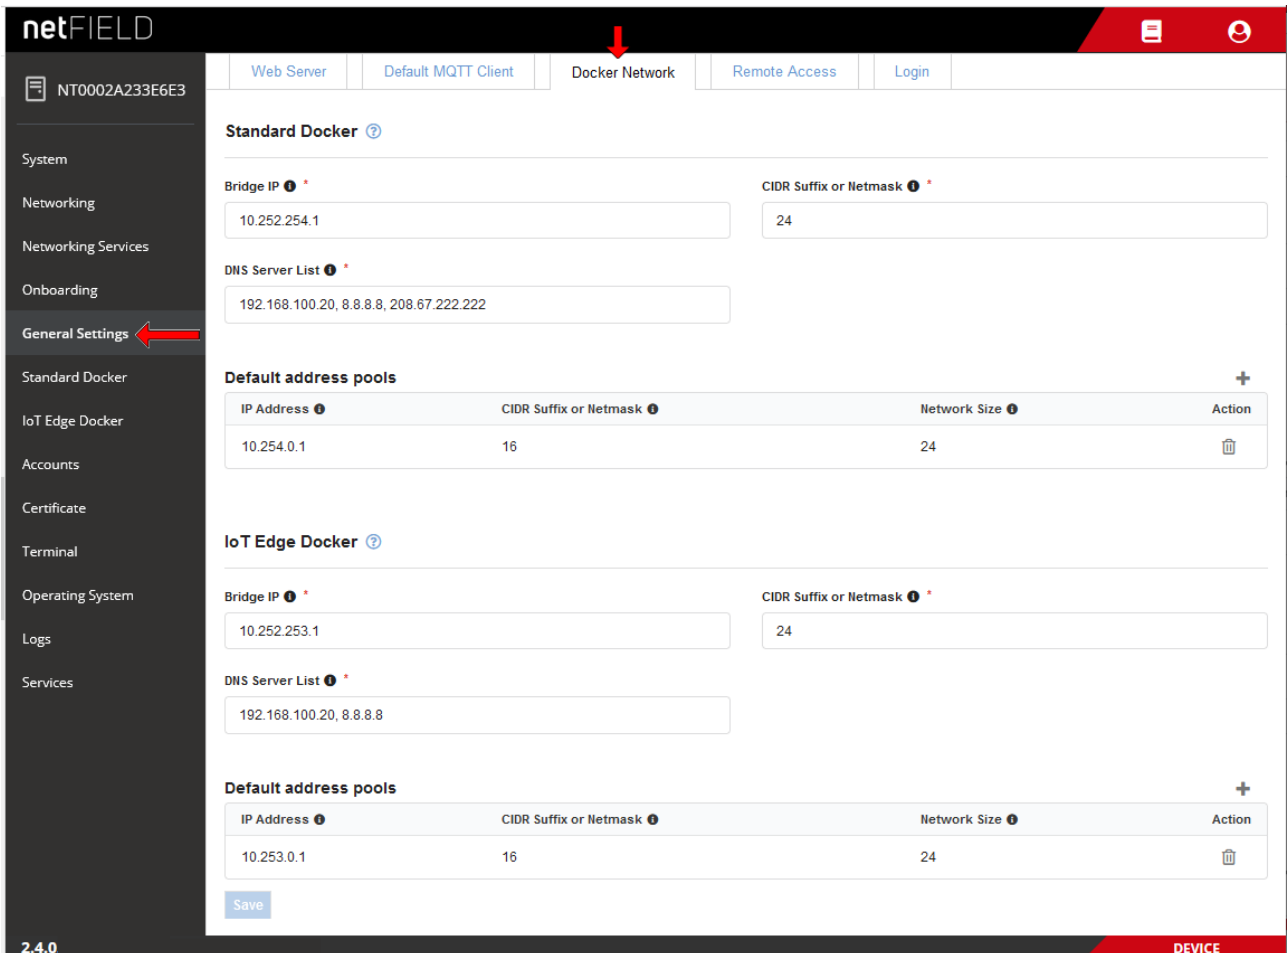 netFIELD
NT0002A233E6E3
System
Networking
Networking Services
Onboarding
General Settings
Standard Docker
IoT Edge Docker
Accounts
Certificate
Terminal
Operating System
Logs
Services
2.4.0
Web Server Default MQTT Client Docker Network Remote Access Login
Standard Docker ?
Bridge IP * CIDR Suffix or Netmask *
10.252.254.1 24
DNS Server List *
192.168.100.20, 8.8.8.8, 208.67.222.222
Default address pools +
IP Address CIDR Suffix or Netmask Network Size Action
10.254.0.1 16 24
IoT Edge Docker ?
Bridge IP * CIDR Suffix or Netmask *
10.252.253.1 24
DNS Server List *
192.168.100.20, 8.8.8.8
Default address pools +
IP Address CIDR Suffix or Netmask Network Size Action
10.253.0.1 16 24
Save
DEVICE